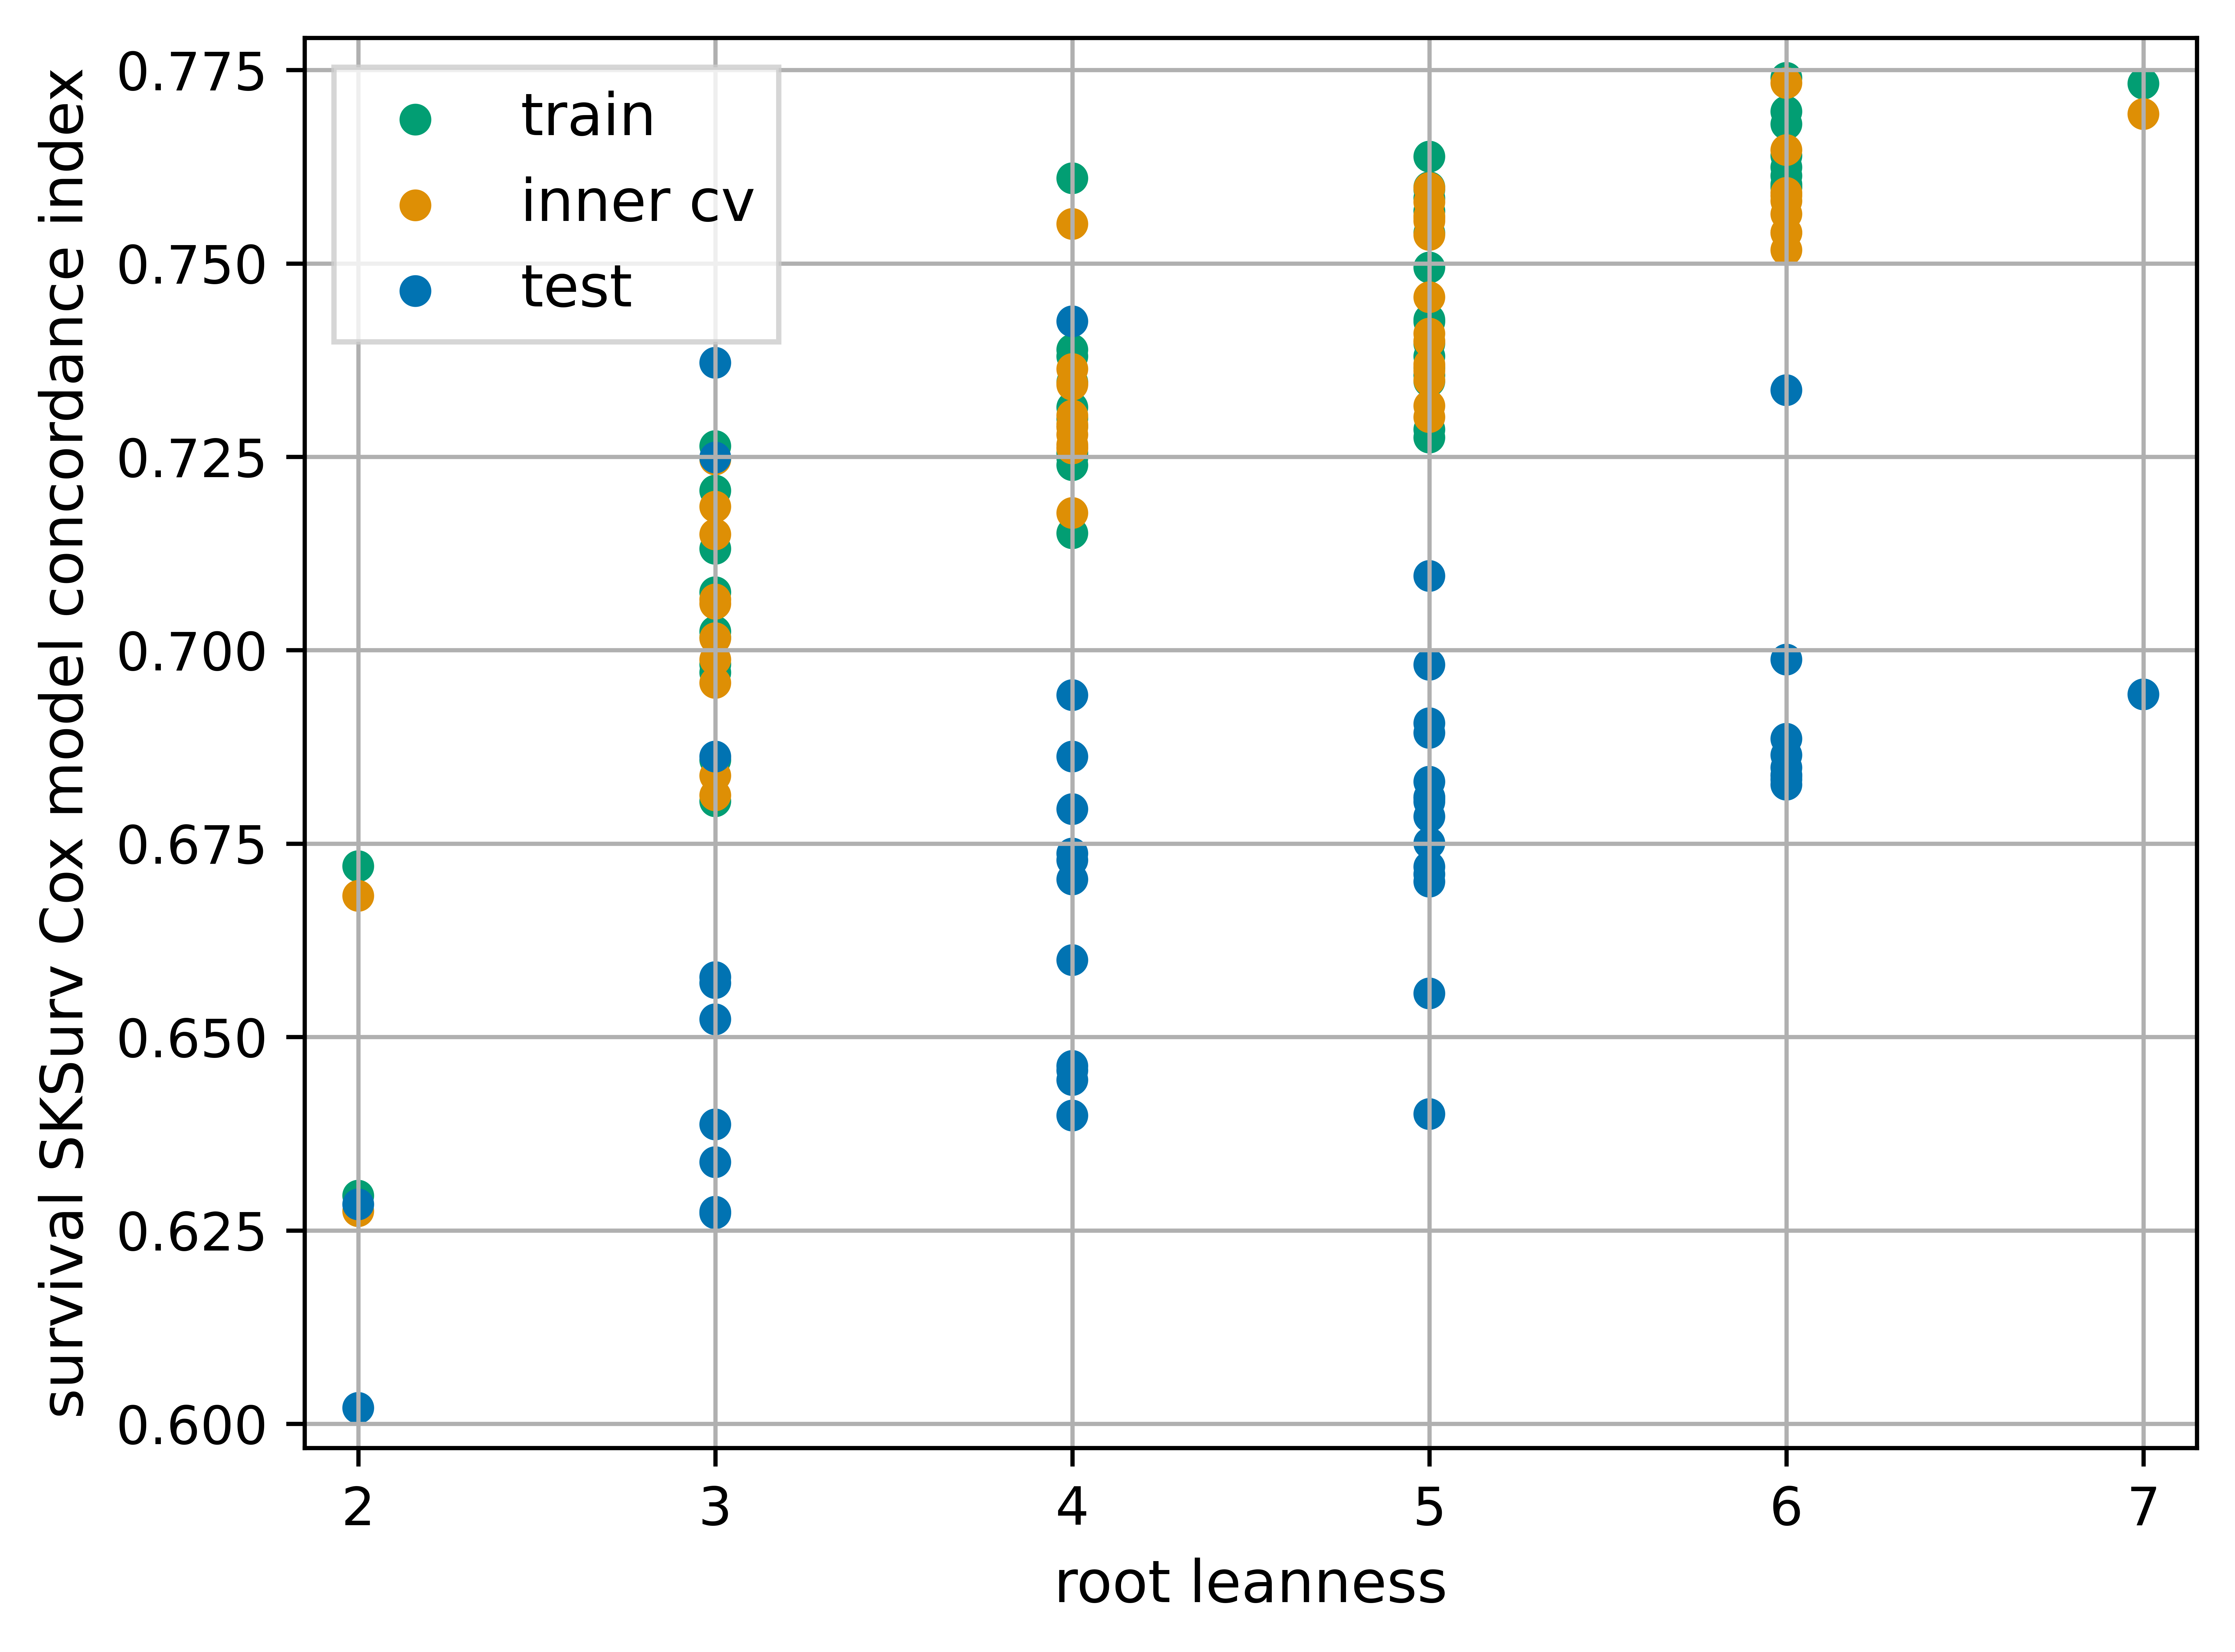 survival SKSurv Cox model concordance index
0.775
0.750
0.725
0.700
0.675
0.650
0.625
0.600
train
inner cv
test
2 3 4 5 6 7
root leanness